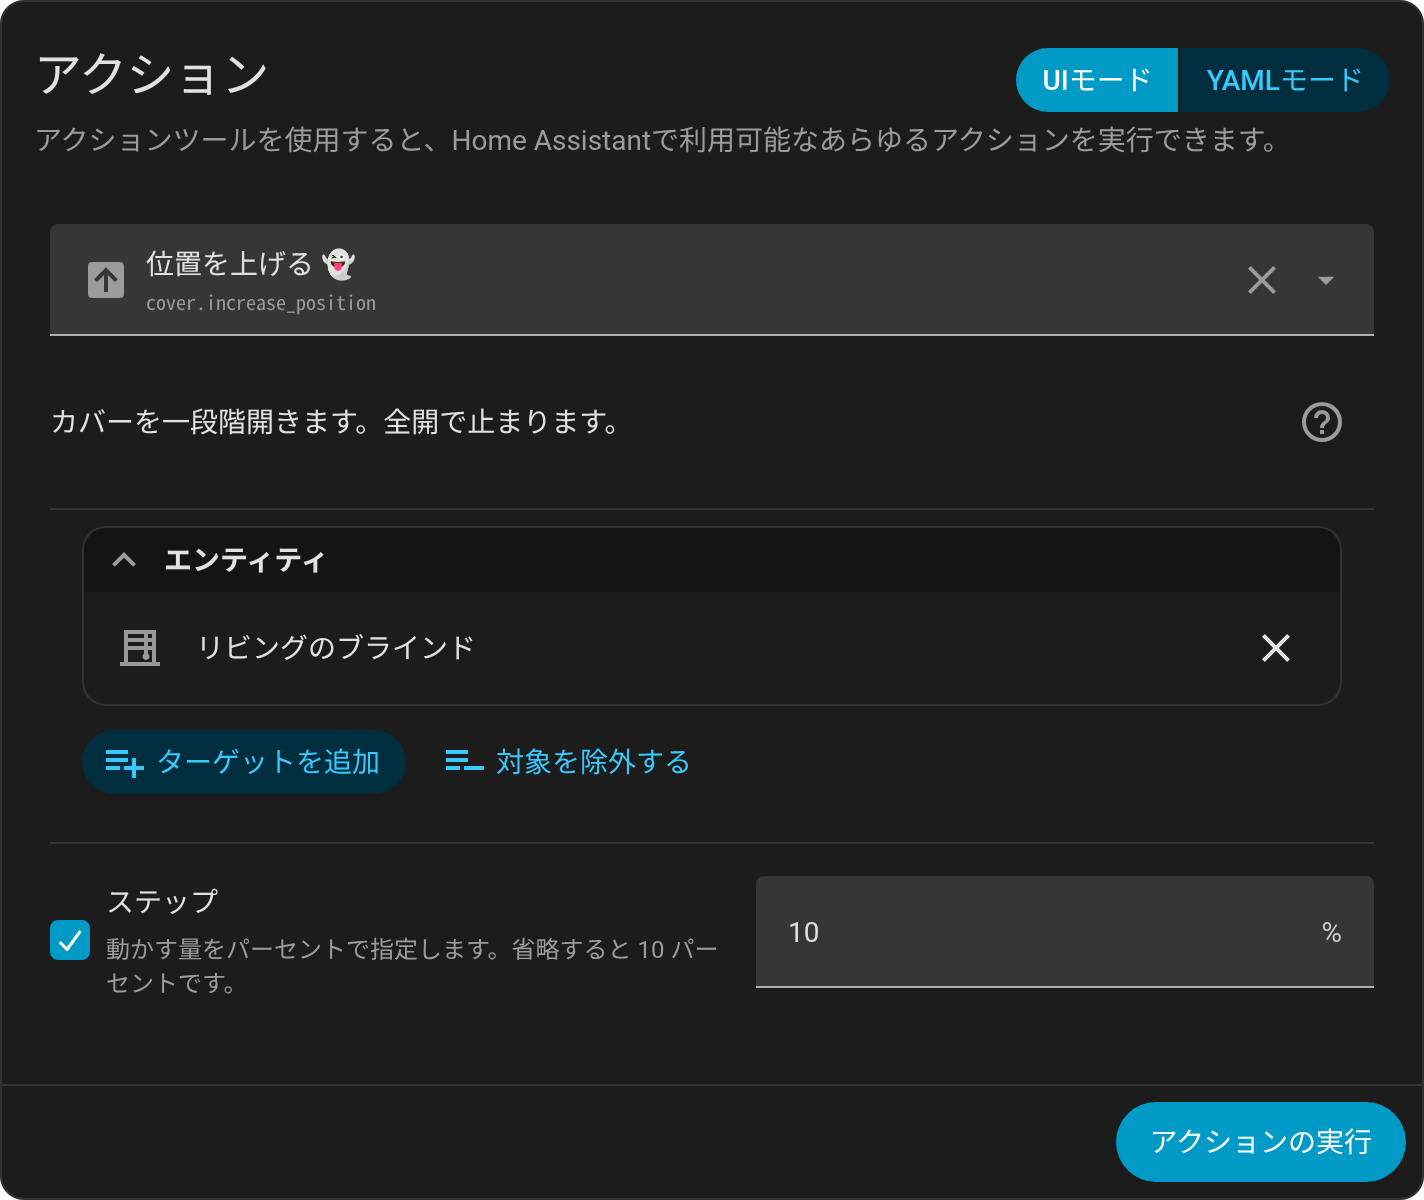 アクション
UIモード
YAMLモード
アクションツールを使用すると、Home Assistantで利用可能なあらゆるアクションを実行できます。
位置を上げる 👻
cover.increase_position
カバーを一段階開きます。全開で止まります。
エンティティ
リビングのブラインド
ターゲットを追加
対象を除外する
ステップ
動かす量をパーセントで指定します。省略すると 10 パー
セントです。
10
%
アクションの実行